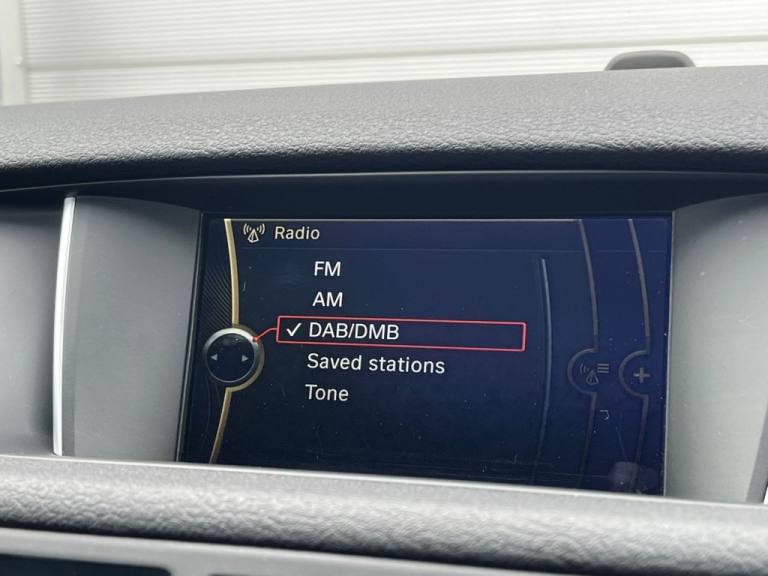 Radio
FM
AM
✓ DAB/DMB
Saved stations
Tone